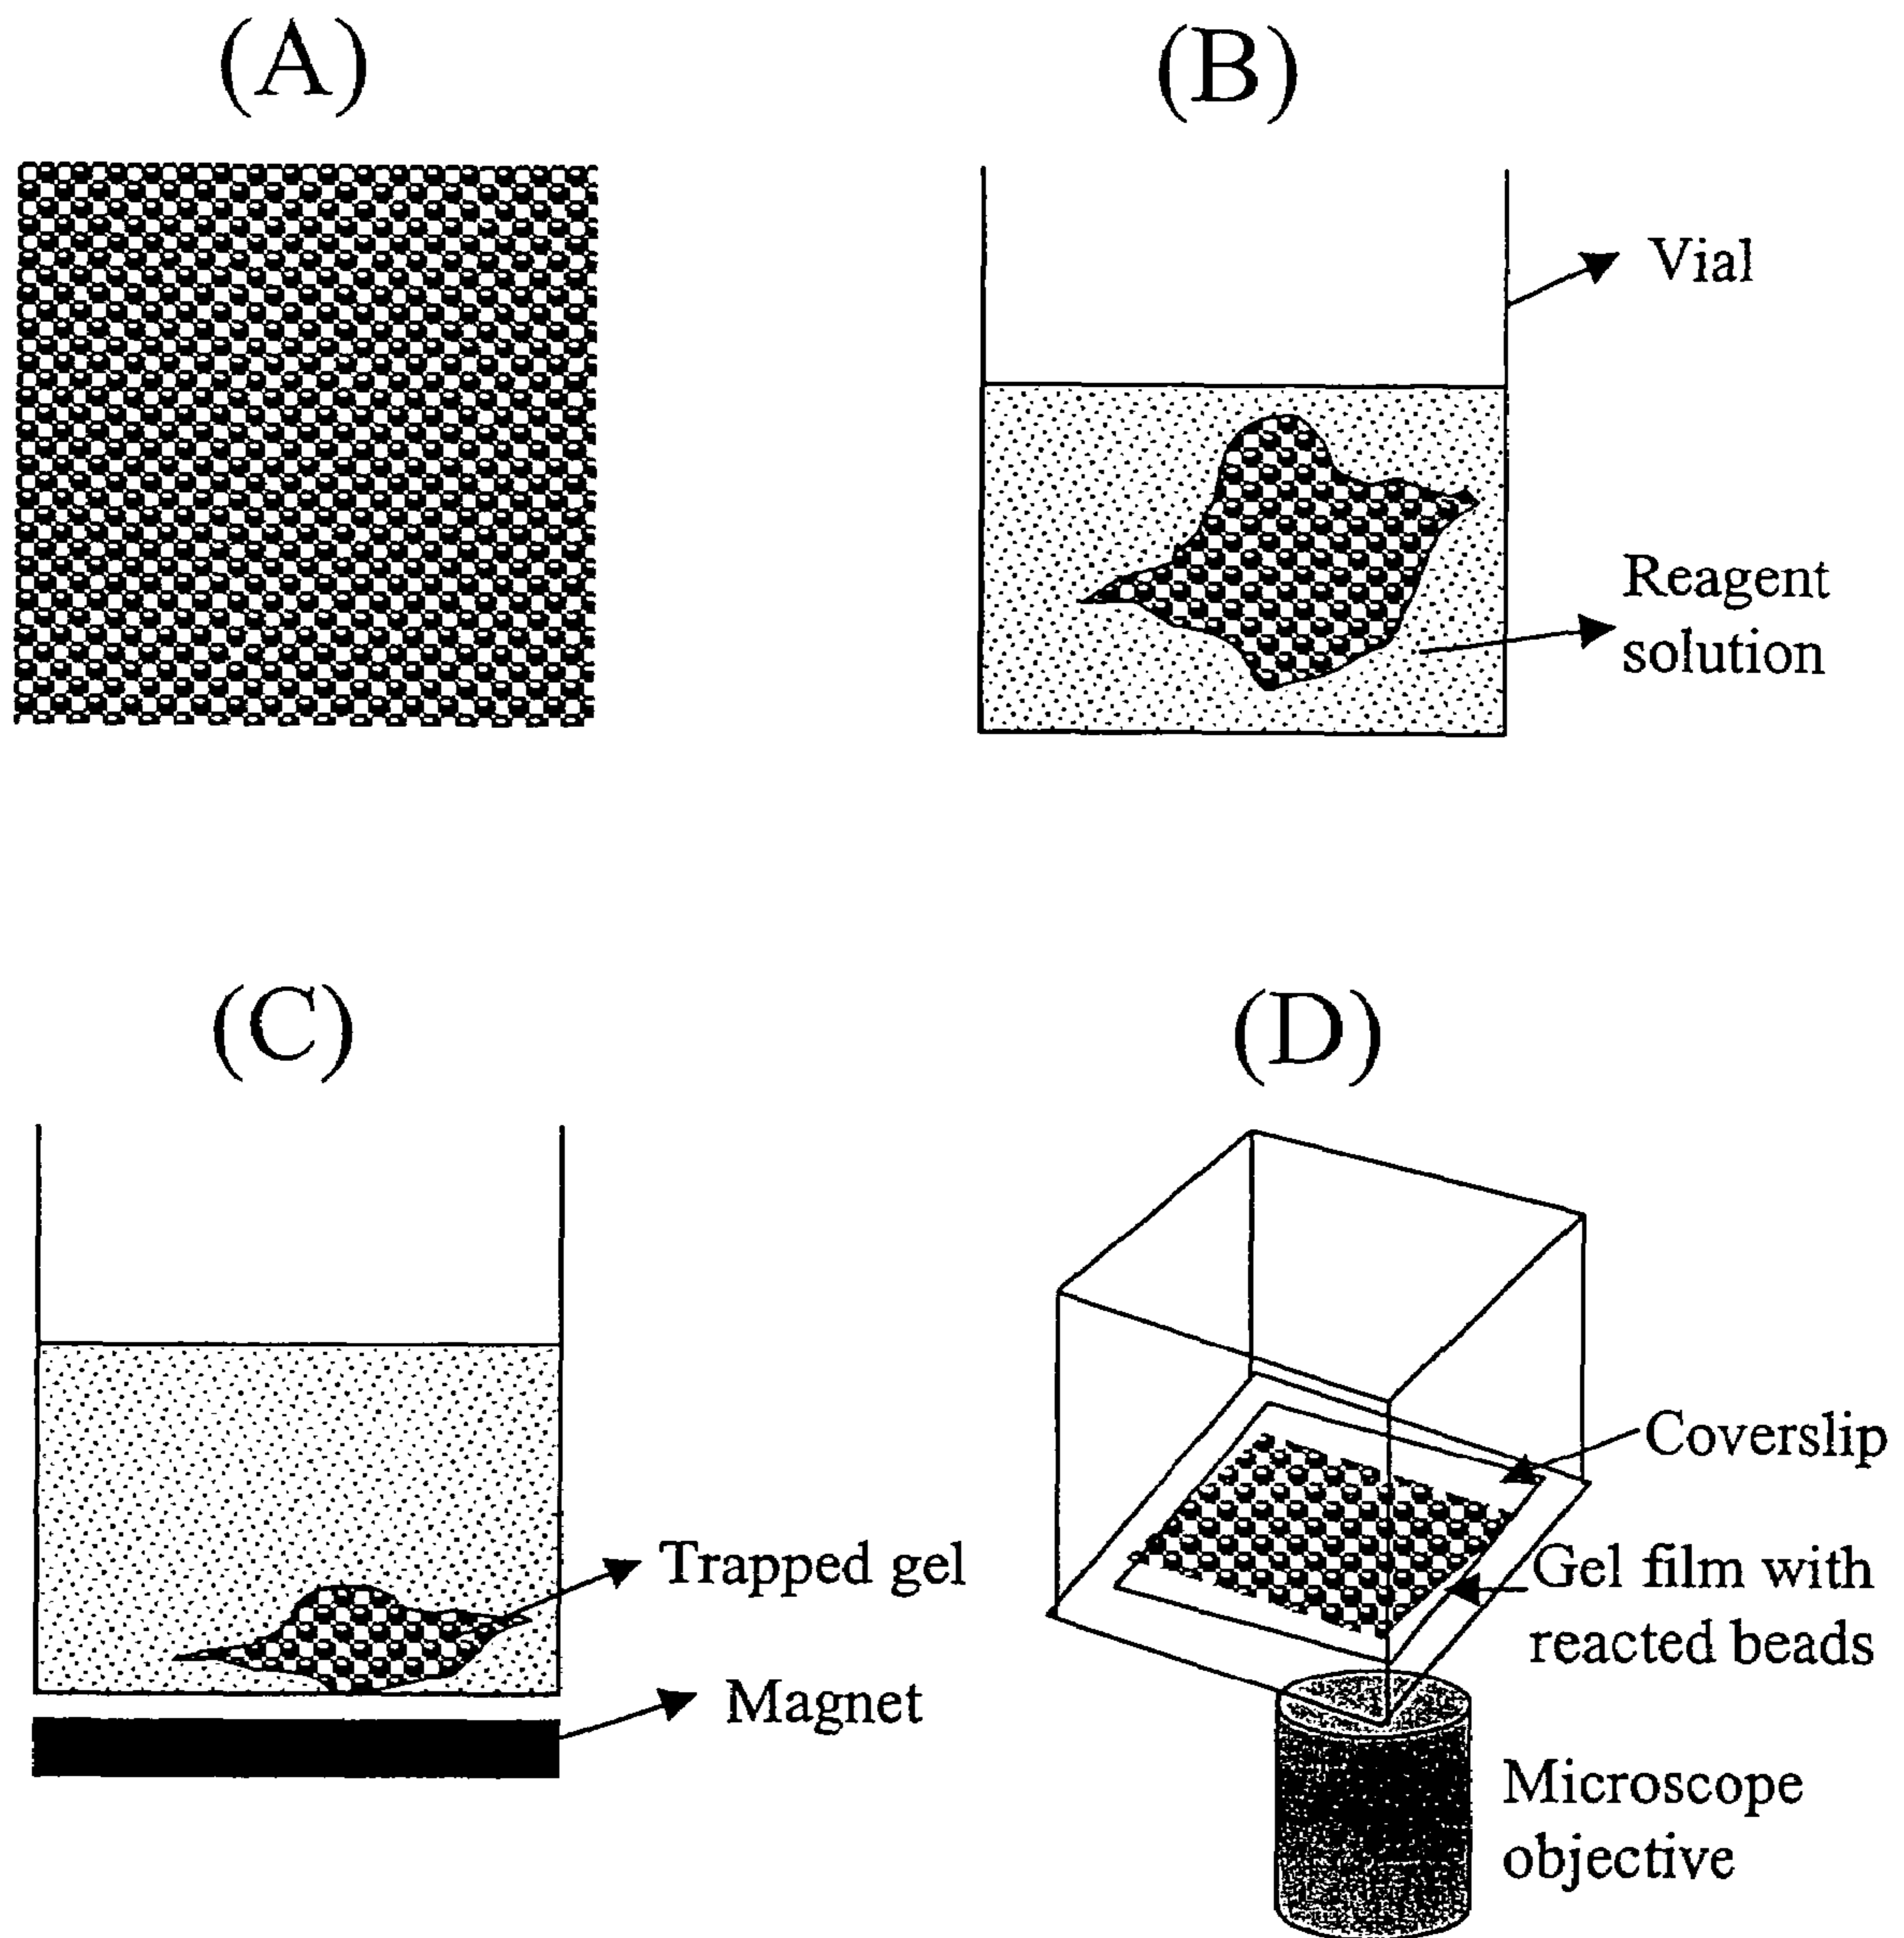 (A)
(B)
Vial
Reagent
solution
(C)
Trapped gel
Magnet
(D)
Coverslip
Gel film with
reacted beads
Microscope
objective